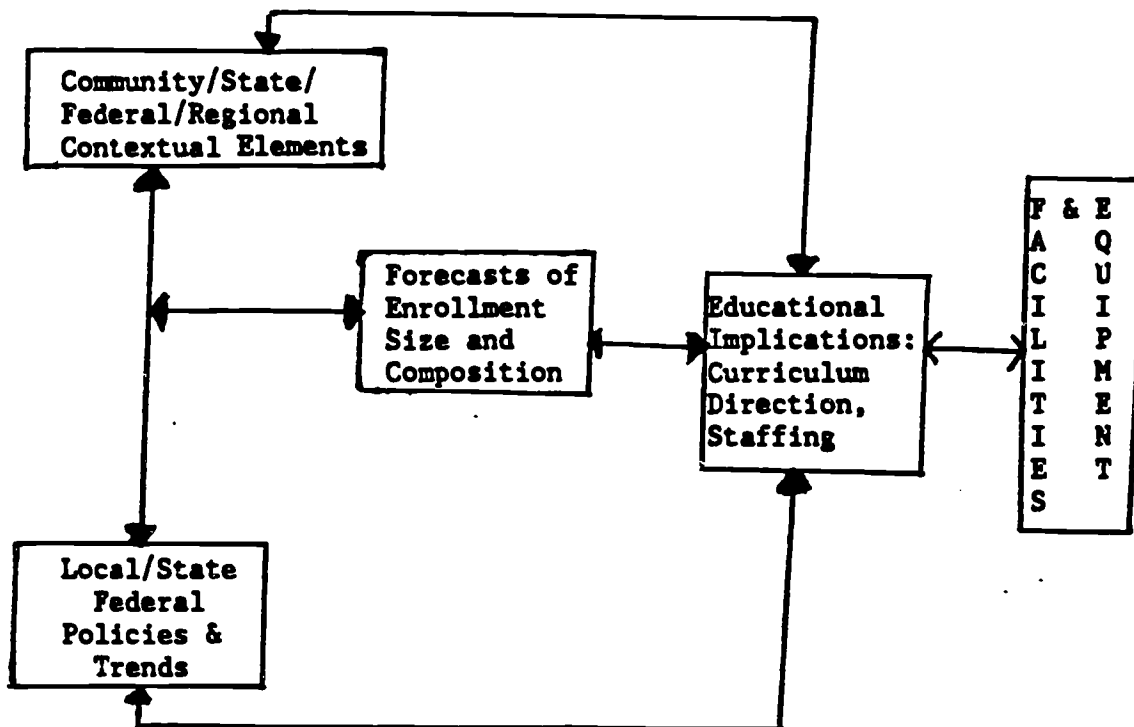 Community/State/
Federal/Regional
Contextual Elements
Forecasts of
Enrollment
Size and
Composition
Educational
Implications:
Curriculum
Direction,
Staffing
F & E
A Q
C U
I I
L P
I M
T E
I N
E T
S
Local/State
Federal
Policies &
Trends